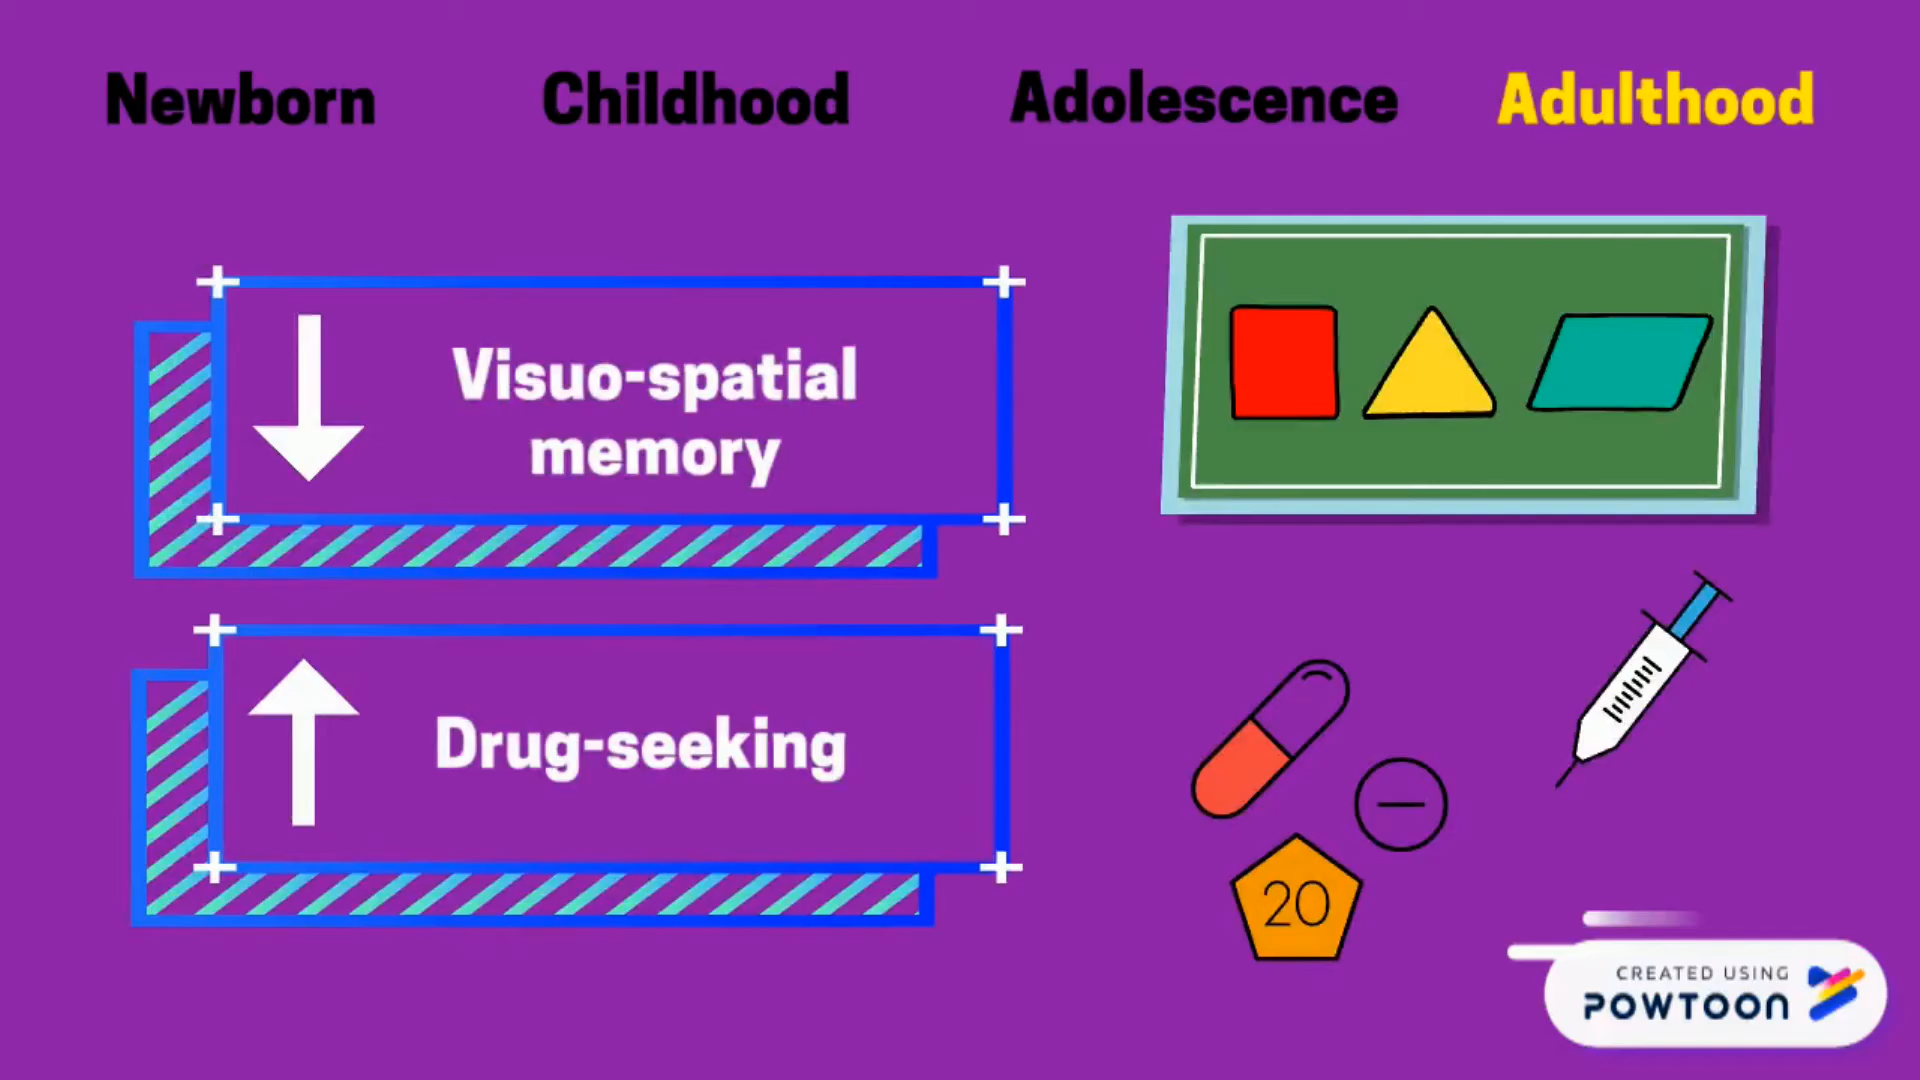 Newborn Childhood Adolescence Adulthood
Visuo-spatial
memory
Drug-seeking
20
CREATED USING
POWTOON